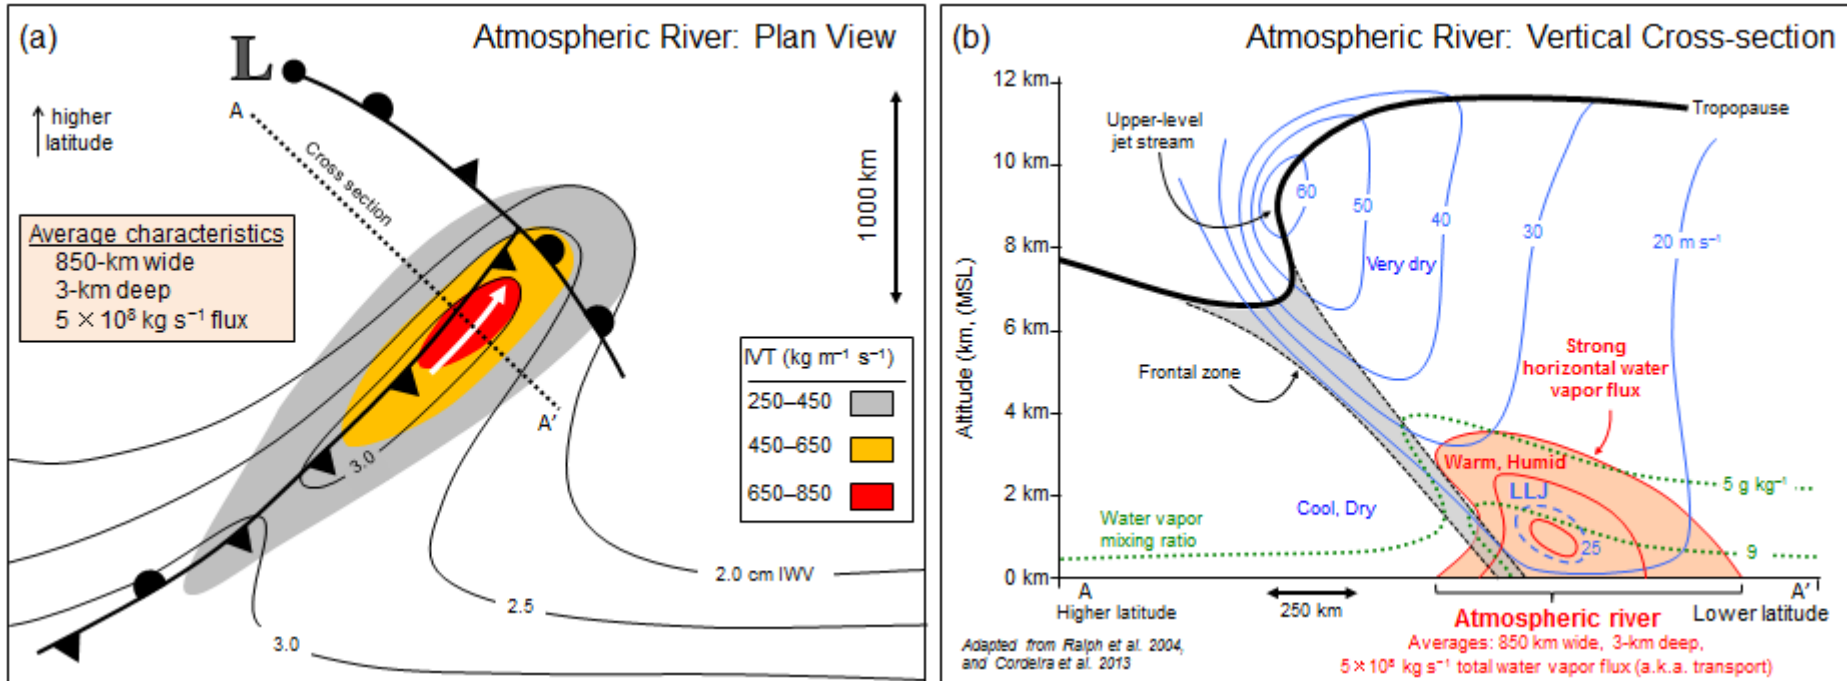 (a)
Atmospheric River: Plan View
L
higher
latitude
A
Cross section
A'
1000 km
Average characteristics
850-km wide
3-km deep
5 × 10⁸ kg s⁻¹ flux
IVT (kg m⁻¹ s⁻¹)
250–450
450–650
650–850
3.0
2.0 cm IWV
2.5
3.0
(b)
Atmospheric River: Vertical Cross-section
Altitude (km, (MSL)
12 km
10 km
8 km
6 km
4 km
2 km
0 km
Tropopause
Upper-level
jet stream
60
50
40
30
20 m s⁻¹
Very dry
Frontal zone
Strong
horizontal water
vapor flux
Warm, Humid
LLJ
25
5 g kg⁻¹
9
Cool, Dry
Water vapor
mixing ratio
A
Higher latitude
250 km
A'
Lower latitude
Atmospheric river
Averages: 850 km wide, 3-km deep,
5 × 10⁸ kg s⁻¹ total water vapor flux (a.k.a. transport)
Adapted from Ralph et al. 2004,
and Cordeira et al. 2013